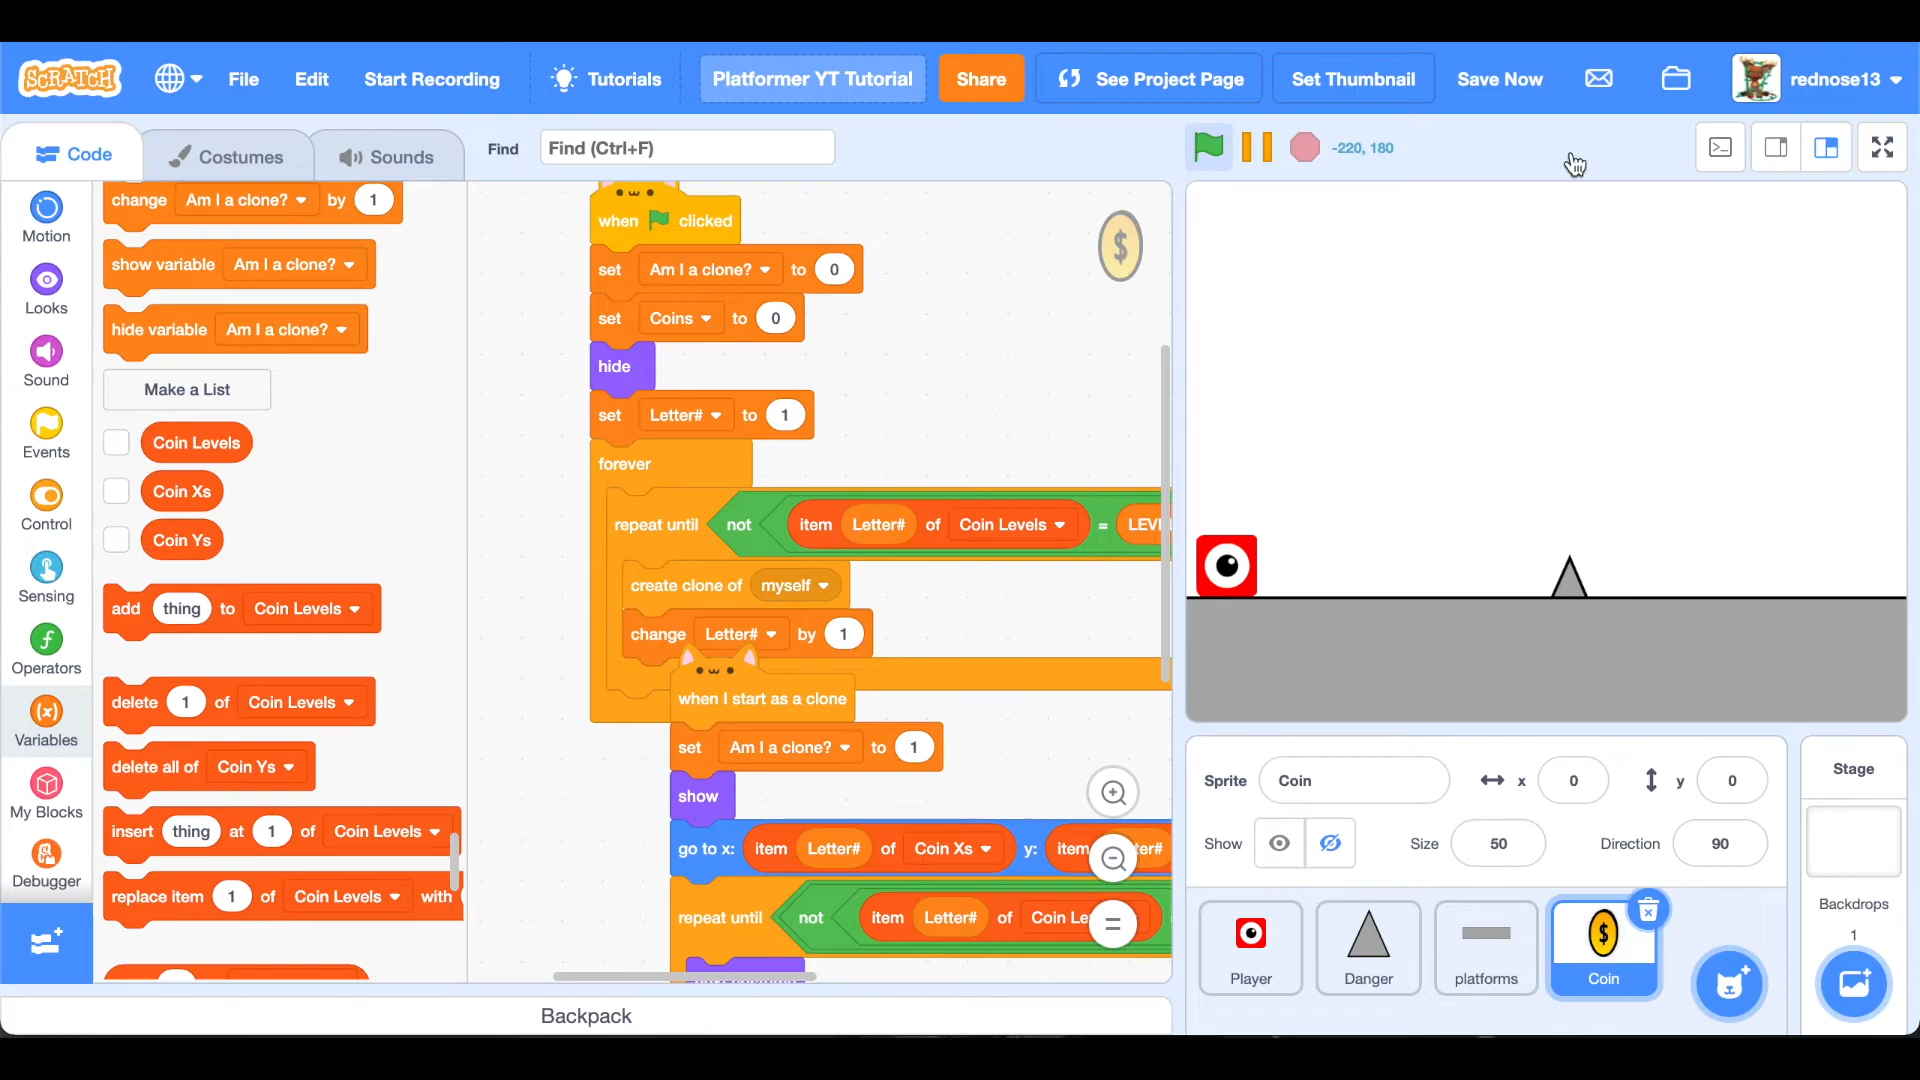 SCRATCH File Edit Start Recording Tutorials Platformer YT Tutorial Share See Project Page Set Thumbnail Save Now rednose13
Code Costumes Sounds Find Find (Ctrl+F) -220, 180
Motion
Looks
Sound
Events
Control
Sensing
Operators
Variables
My Blocks
Debugger
change Am I a clone? by 1
show variable Am I a clone?
hide variable Am I a clone?
Make a List
Coin Levels
Coin Xs
Coin Ys
add thing to Coin Levels
delete 1 of Coin Levels
delete all of Coin Ys
insert thing at 1 of Coin Levels
replace item 1 of Coin Levels with
when clicked
set Am I a clone? to 0
set Coins to 0
hide
set Letter# to 1
forever
repeat until not item Letter# of Coin Levels =
create clone of myself
change Letter# by 1
when I start as a clone
set Am I a clone? to 1
show
go to x: item Letter# of Coin Xs y: item
repeat until not item Letter# of Coin
Backpack
Sprite Coin x 0 y 0
Show Size 50 Direction 90
Player Danger platforms Coin
Stage
Backdrops
1